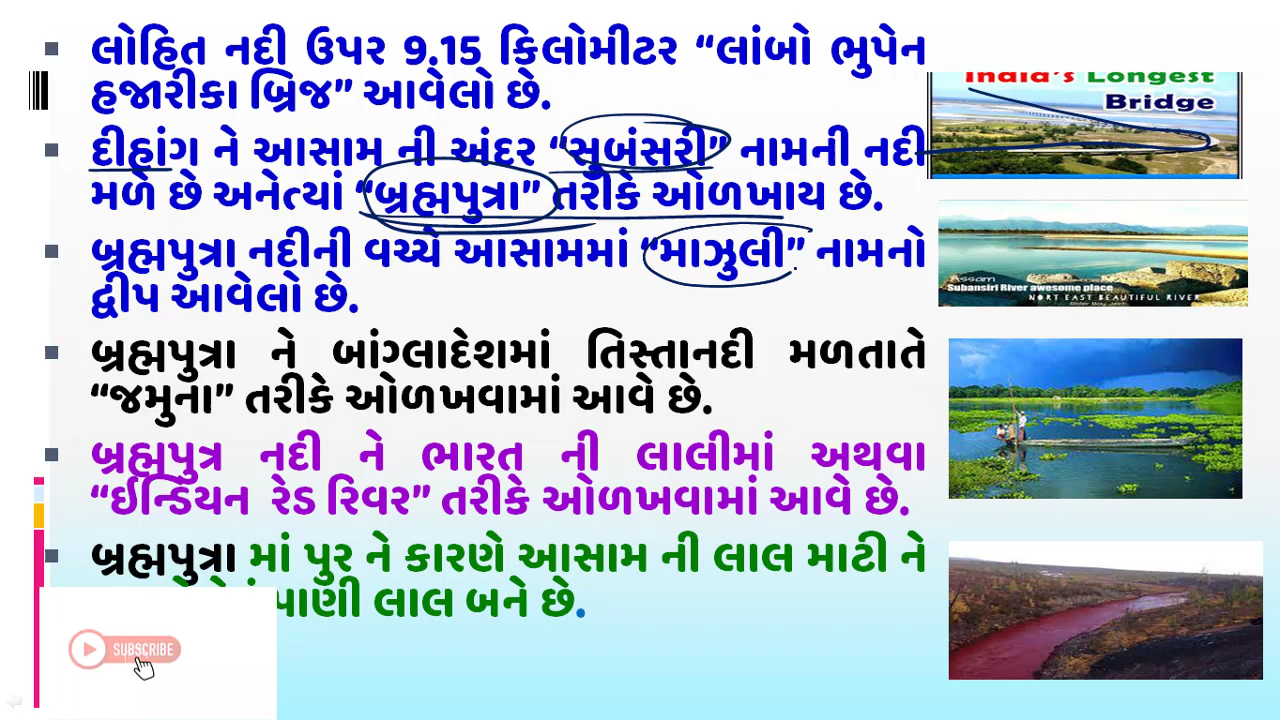 લોહિત નદી ઉપર 9.15 કિલોમીટર “લાંબો ભુપેન
હજારીકા બ્રિજ” આવેલો છે.
દીહાંગ ને આસામ ની અંદર “સુબંસરી” નામની નદી
મળે છે અનેત્યાં “બ્રહ્મપુત્રા” તરીકે ઓળખાય છે.
બ્રહ્મપુત્રા નદીની વચ્ચે આસામમાં “માઝુલી” નામનો
દ્વીપ આવેલો છે.
બ્રહ્મપુત્રા ને બાંગ્લાદેશમાં તિસ્તાનદી મળતાતે
“જમુના” તરીકે ઓળખવામાં આવે છે.
બ્રહ્મપુત્ર નદી ને ભારત ની લાલીમાં અથવા
“ઈન્ડિયન રેડ રિવર” તરીકે ઓળખવામાં આવે છે.
બ્રહ્મપુત્રા માં પુર ને કારણે આસામ ની લાલ માટી ને
પાણી લાલ બને છે.
India's Longest
Bridge
Assam
Subansiri River awesome place
NORT EAST BEAUTIFUL RIVER
SUBSCRIBE